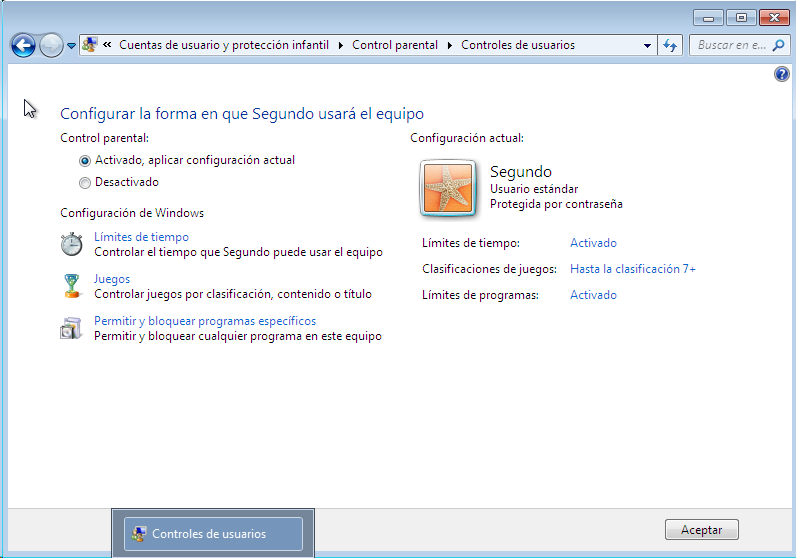 « Cuentas de usuario y protección infantil Control parental Controles de usuarios
Buscar en e...
?
Configurar la forma en que Segundo usará el equipo
Control parental:
Activado, aplicar configuración actual
Desactivado
Configuración de Windows
Límites de tiempo
Controlar el tiempo que Segundo puede usar el equipo
Juegos
Controlar juegos por clasificación, contenido o título
Permitir y bloquear programas específicos
Permitir y bloquear cualquier programa en este equipo
Configuración actual:
Segundo
Usuario estándar
Protegida por contraseña
Límites de tiempo: Activado
Clasificaciones de juegos: Hasta la clasificación 7+
Límites de programas: Activado
Controles de usuarios
Aceptar